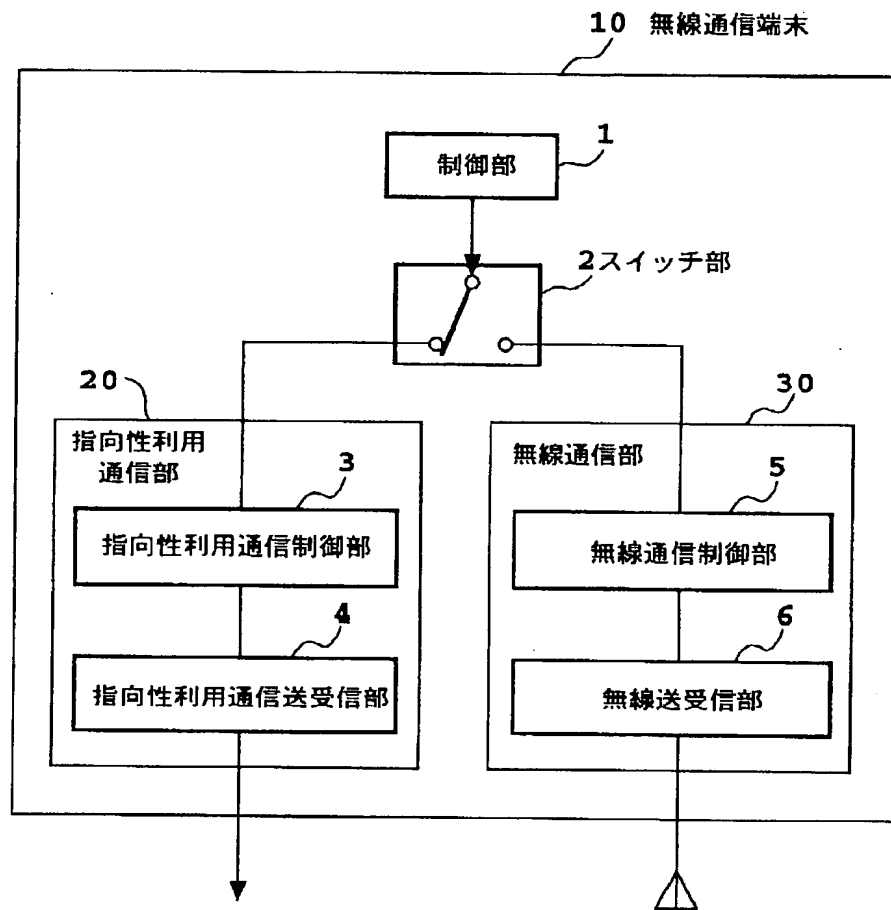 10 無線通信端末
1
制御部
2スイッチ部
20
30
指向性利用
通信部
無線通信部
3
5
指向性利用通信制御部
無線通信制御部
4
6
指向性利用通信送受信部
無線送受信部